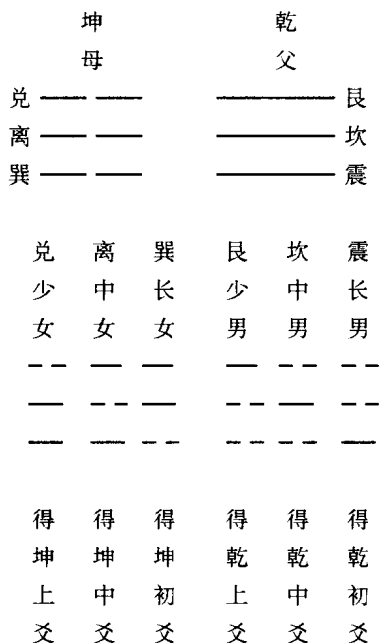 乾父
艮
坎
震
坤母
兑
离
巽
震长男
坎中男
艮少男
巽长女
离中女
兑少女
得乾初爻
得乾中爻
得乾上爻
得坤初爻
得坤中爻
得坤上爻